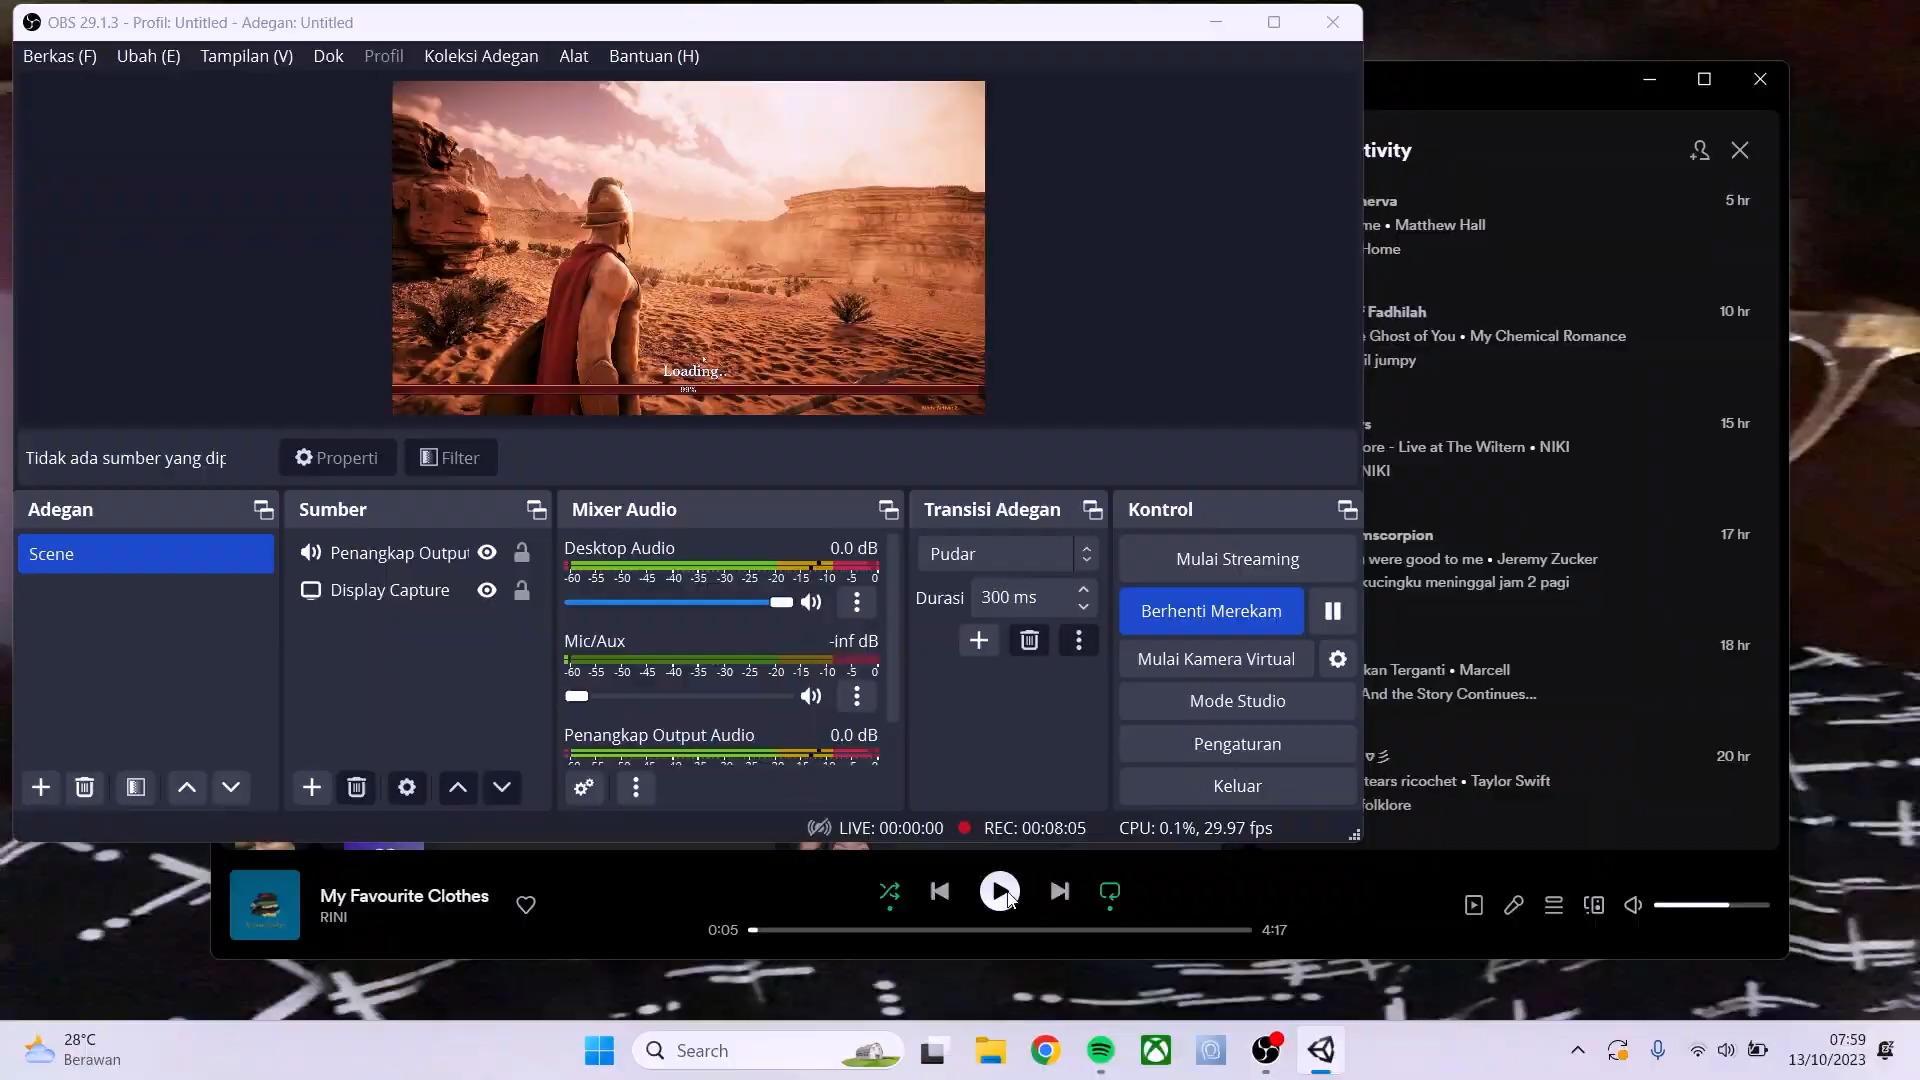 OBS 29.1.3 - Profil: Untitled - Adegan: Untitled
Berkas (F) Ubah (E) Tampilan (V) Dok Profil Koleksi Adegan Alat Bantuan (H)
Loading..
99%
Tidak ada sumber yang dip
Properti Filter
Adegan
Scene
Sumber
Penangkap Output
Display Capture
Mixer Audio
Desktop Audio 0.0 dB
-60 -55 -50 -45 -40 -35 -30 -25 -20 -15 -10 -5 0
Mic/Aux -inf dB
-60 -55 -50 -45 -40 -35 -30 -25 -20 -15 -10 -5 0
Penangkap Output Audio 0.0 dB
Transisi Adegan
Pudar
Durasi 300 ms
Kontrol
Mulai Streaming
Berhenti Merekam
Mulai Kamera Virtual
Mode Studio
Pengaturan
Keluar
LIVE: 00:00:00 REC: 00:08:05 CPU: 0.1%, 29.97 fps
tivity
nerva 5 hr
me • Matthew Hall
Home
Fadhilah 10 hr
Ghost of You • My Chemical Romance
il jumpy
s 15 hr
ore - Live at The Wiltern • NIKI
NIKI
mscorpion 17 hr
were good to me • Jeremy Zucker
kucingku meninggal jam 2 pagi
18 hr
kan Terganti • Marcell
And the Story Continues...
20 hr
tears ricochet • Taylor Swift
folklore
My Favourite Clothes
RINI
0:05 4:17
28°C
Berawan
Search
07:59
13/10/2023